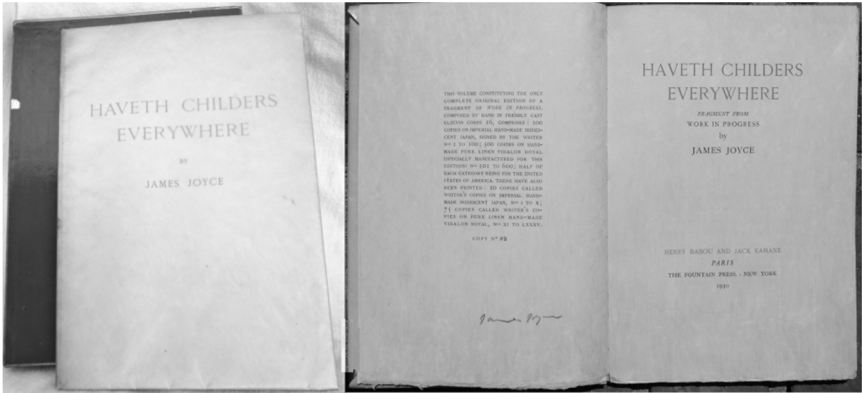 HAVETH CHILDERS
EVERYWHERE
BY
JAMES JOYCE
THIS VOLUME CONSTITUTING THE ONLY
COMPLETE ORIGINAL EDITION OF A
FRAGMENT OF WORK IN PROGRESS,
COMPOSED BY HAND IN FRESHLY CAST
ELZEVIR CORPS 16, COMPRISES : 100
COPIES ON IMPERIAL HAND-MADE IRIDES-
CENT JAPAN, SIGNED BY THE WRITER
Nos 1 TO 100; 500 COPIES ON HAND-
MADE PURE LINEN VIDALON ROYAL
(SPECIALLY MANUFACTURED FOR THIS
EDITION) Nos 101 TO 600; HALF OF
EACH CATEGORY BEING FOR THE UNITED
STATES OF AMERICA. THERE HAVE ALSO
BEEN PRINTED : 10 COPIES CALLED
WRITER'S COPIES ON IMPERIAL HAND-
MADE IRIDESCENT JAPAN, Nos I TO X;
75 COPIES CALLED WRITER'S CO-
PIES ON PURE LINEN HAND-MADE
VIDALON ROYAL, Nos XI TO LXXXV.
COPY No
James Joyce
HAVETH CHILDERS
EVERYWHERE
FRAGMENT FROM
WORK IN PROGRESS
by
JAMES JOYCE
HENRY BABOU AND JACK KAHANE
PARIS
THE FOUNTAIN PRESS - NEW YORK
1930